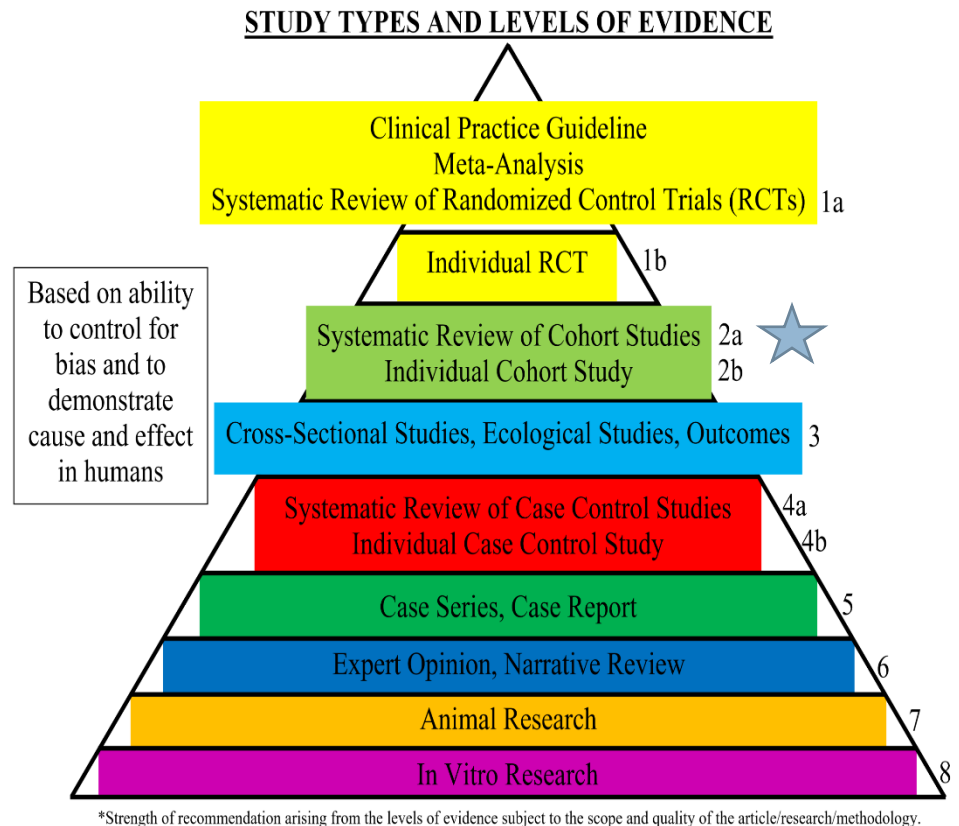 STUDY TYPES AND LEVELS OF EVIDENCE
Clinical Practice Guideline
Meta-Analysis
Systematic Review of Randomized Control Trials (RCTs)
1a
Individual RCT
1b
Based on ability
to control for
bias and to
demonstrate
cause and effect
in humans
Systematic Review of Cohort Studies
2a
Individual Cohort Study
2b
Cross-Sectional Studies, Ecological Studies, Outcomes
3
Systematic Review of Case Control Studies
4a
Individual Case Control Study
4b
Case Series, Case Report
5
Expert Opinion, Narrative Review
6
Animal Research
7
In Vitro Research
8
*Strength of recommendation arising from the levels of evidence subject to the scope and quality of the article/research/methodology.